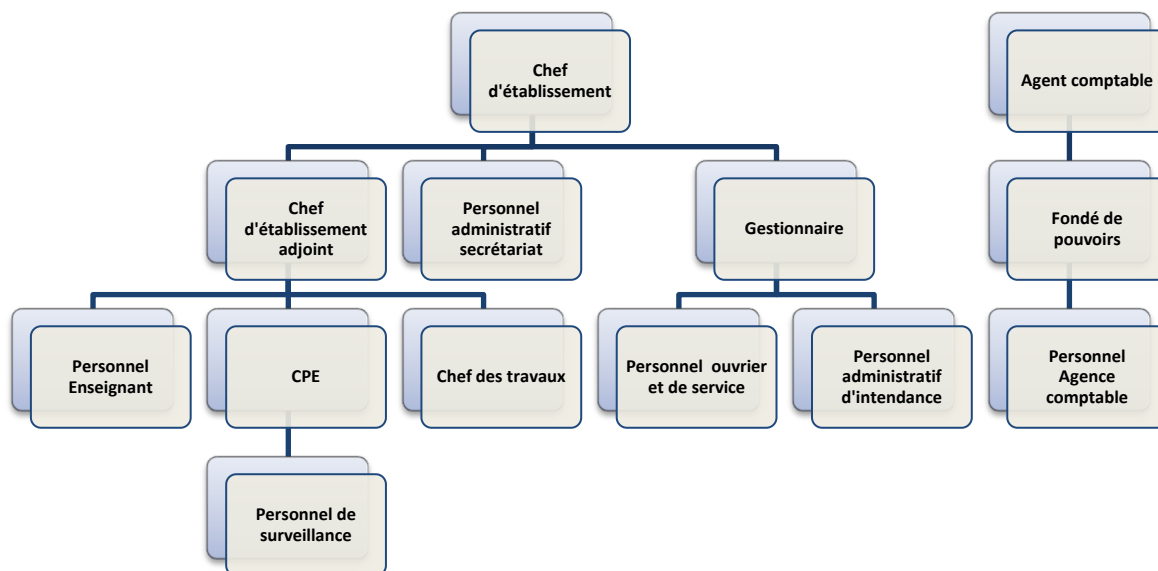 Chef
d'établissement
Agent comptable
Chef
d'établissement
adjoint
Personnel
administratif
secrétariat
Gestionnaire
Fondé de
pouvoirs
Personnel
Enseignant
CPE
Chef des travaux
Personnel ouvrier
et de service
Personnel
administratif
d'intendance
Personnel
Agence
comptable
Personnel de
surveillance